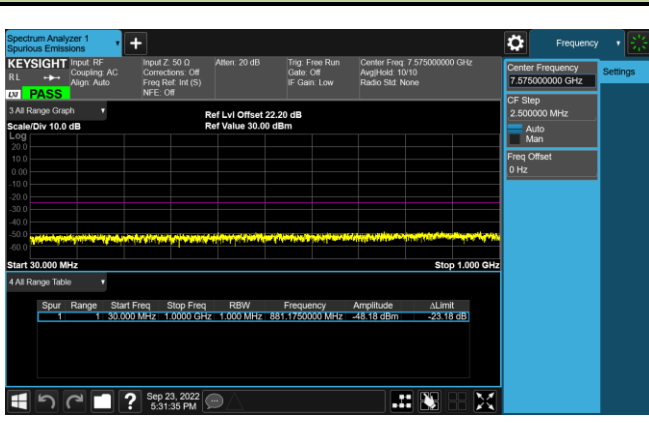 Spectrum Analyzer 1
Spurious Emissions
Frequency
KEYSIGHT
R L
LXI PASS
Input: RF
Coupling: AC
Align: Auto
Input Z: 50 Ω
Corrections: Off
Freq Ref: Int (S)
NFE: Off
Atten: 20 dB
Trig: Free Run
Gate: Off
IF Gain: Low
Center Freq: 7.575000000 GHz
Avg|Hold: 10/10
Radio Std: None
Center Frequency
7.575000000 GHz
Settings
CF Step
2.500000 MHz
Auto
Man
Freq Offset
0 Hz
3 All Range Graph
Scale/Div 10.0 dB
Ref Lvl Offset 22.20 dB
Ref Value 30.00 dBm
Log
20.0
10.0
0.00
-10.0
-20.0
-30.0
-40.0
-50.0
-60.0
Start 30.000 MHz Stop 1.000 GHz
4 All Range Table
Spur Range Start Freq Stop Freq RBW Frequency Amplitude ΔLimit
1 1 30.000 MHz 1.0000 GHz 1.000 MHz 881.1750000 MHz -48.18 dBm -23.18 dB
?
Sep 23, 2022
5:31:35 PM